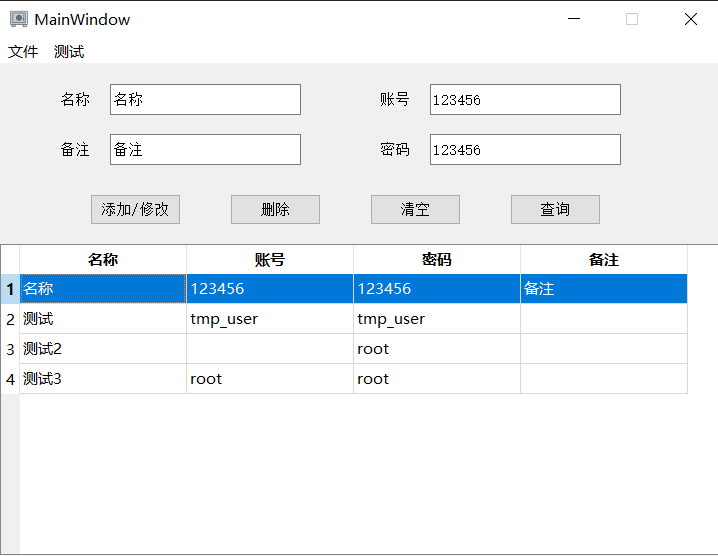 MainWindow
文件 测试
名称 名称 账号 123456
备注 备注 密码 123456
添加/修改 删除 清空 查询
名称 账号 密码 备注
1 名称 123456 123456 备注
2 测试 tmp_user tmp_user
3 测试2 root
4 测试3 root root